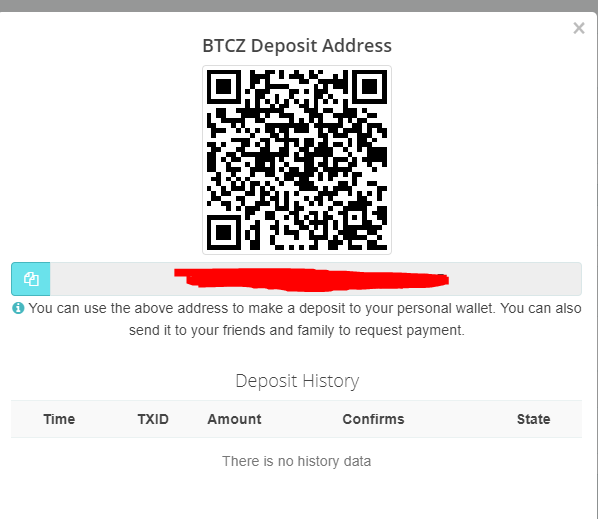 BTCZ Deposit Address
You can use the above address to make a deposit to your personal wallet. You can also
send it to your friends and family to request payment.
Deposit History
Time TXID Amount Confirms State
There is no history data